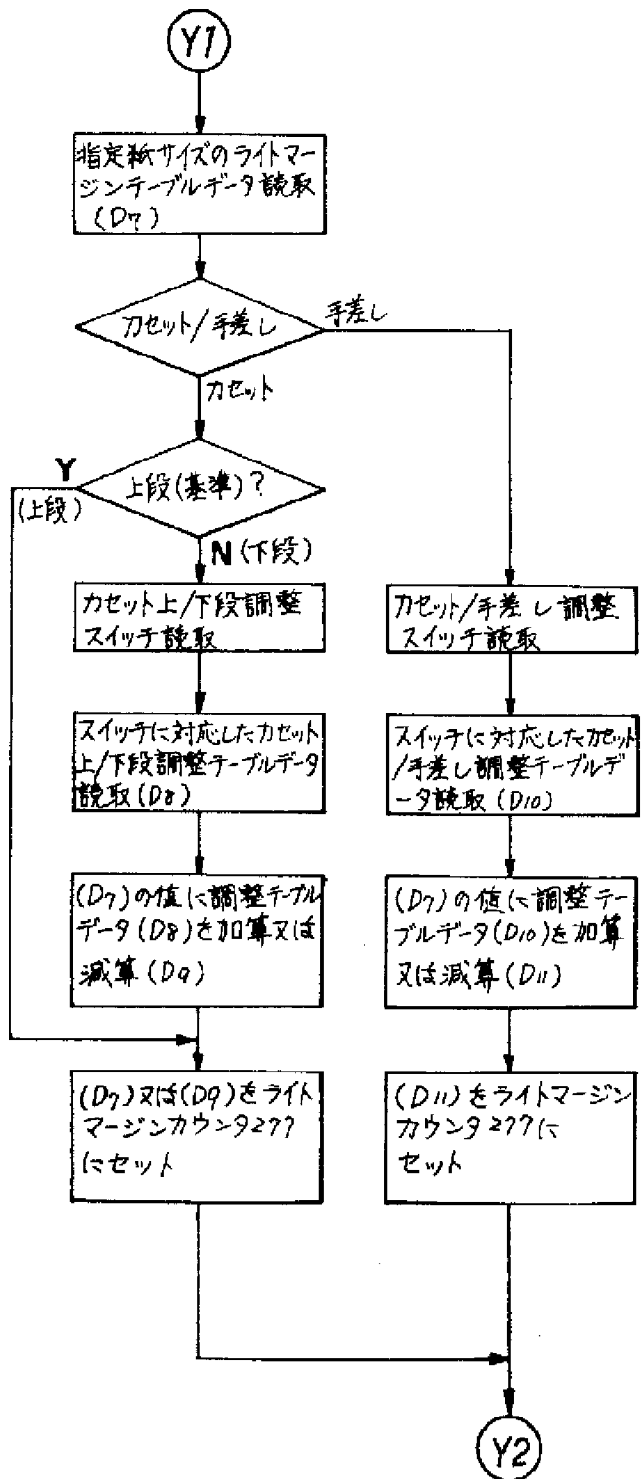 Y1
指定紙サイズのライトマー
ジンテーブルデータ読取
(D7)
カセット/手差し
手差し
カセット
上段(基準)?
Y
(上段)
N (下段)
カセット上/下段調整
スイッチ読取
スイッチに対応したカセット
上/下段調整テーブルデータ
読取(D8)
(D7)の値に調整テーブル
データ(D8)を加算又は
減算(D9)
(D7)又は(D9)をライト
マージンカウンタ277
にセット
カセット/手差し調整
スイッチ読取
スイッチに対応したカセット
/手差し調整テーブルデ
ータ読取(D10)
(D7)の値に調整テー
ブルデータ(D10)を加算
又は減算(D11)
(D11)をライトマージン
カウンタ277に
セット
Y2